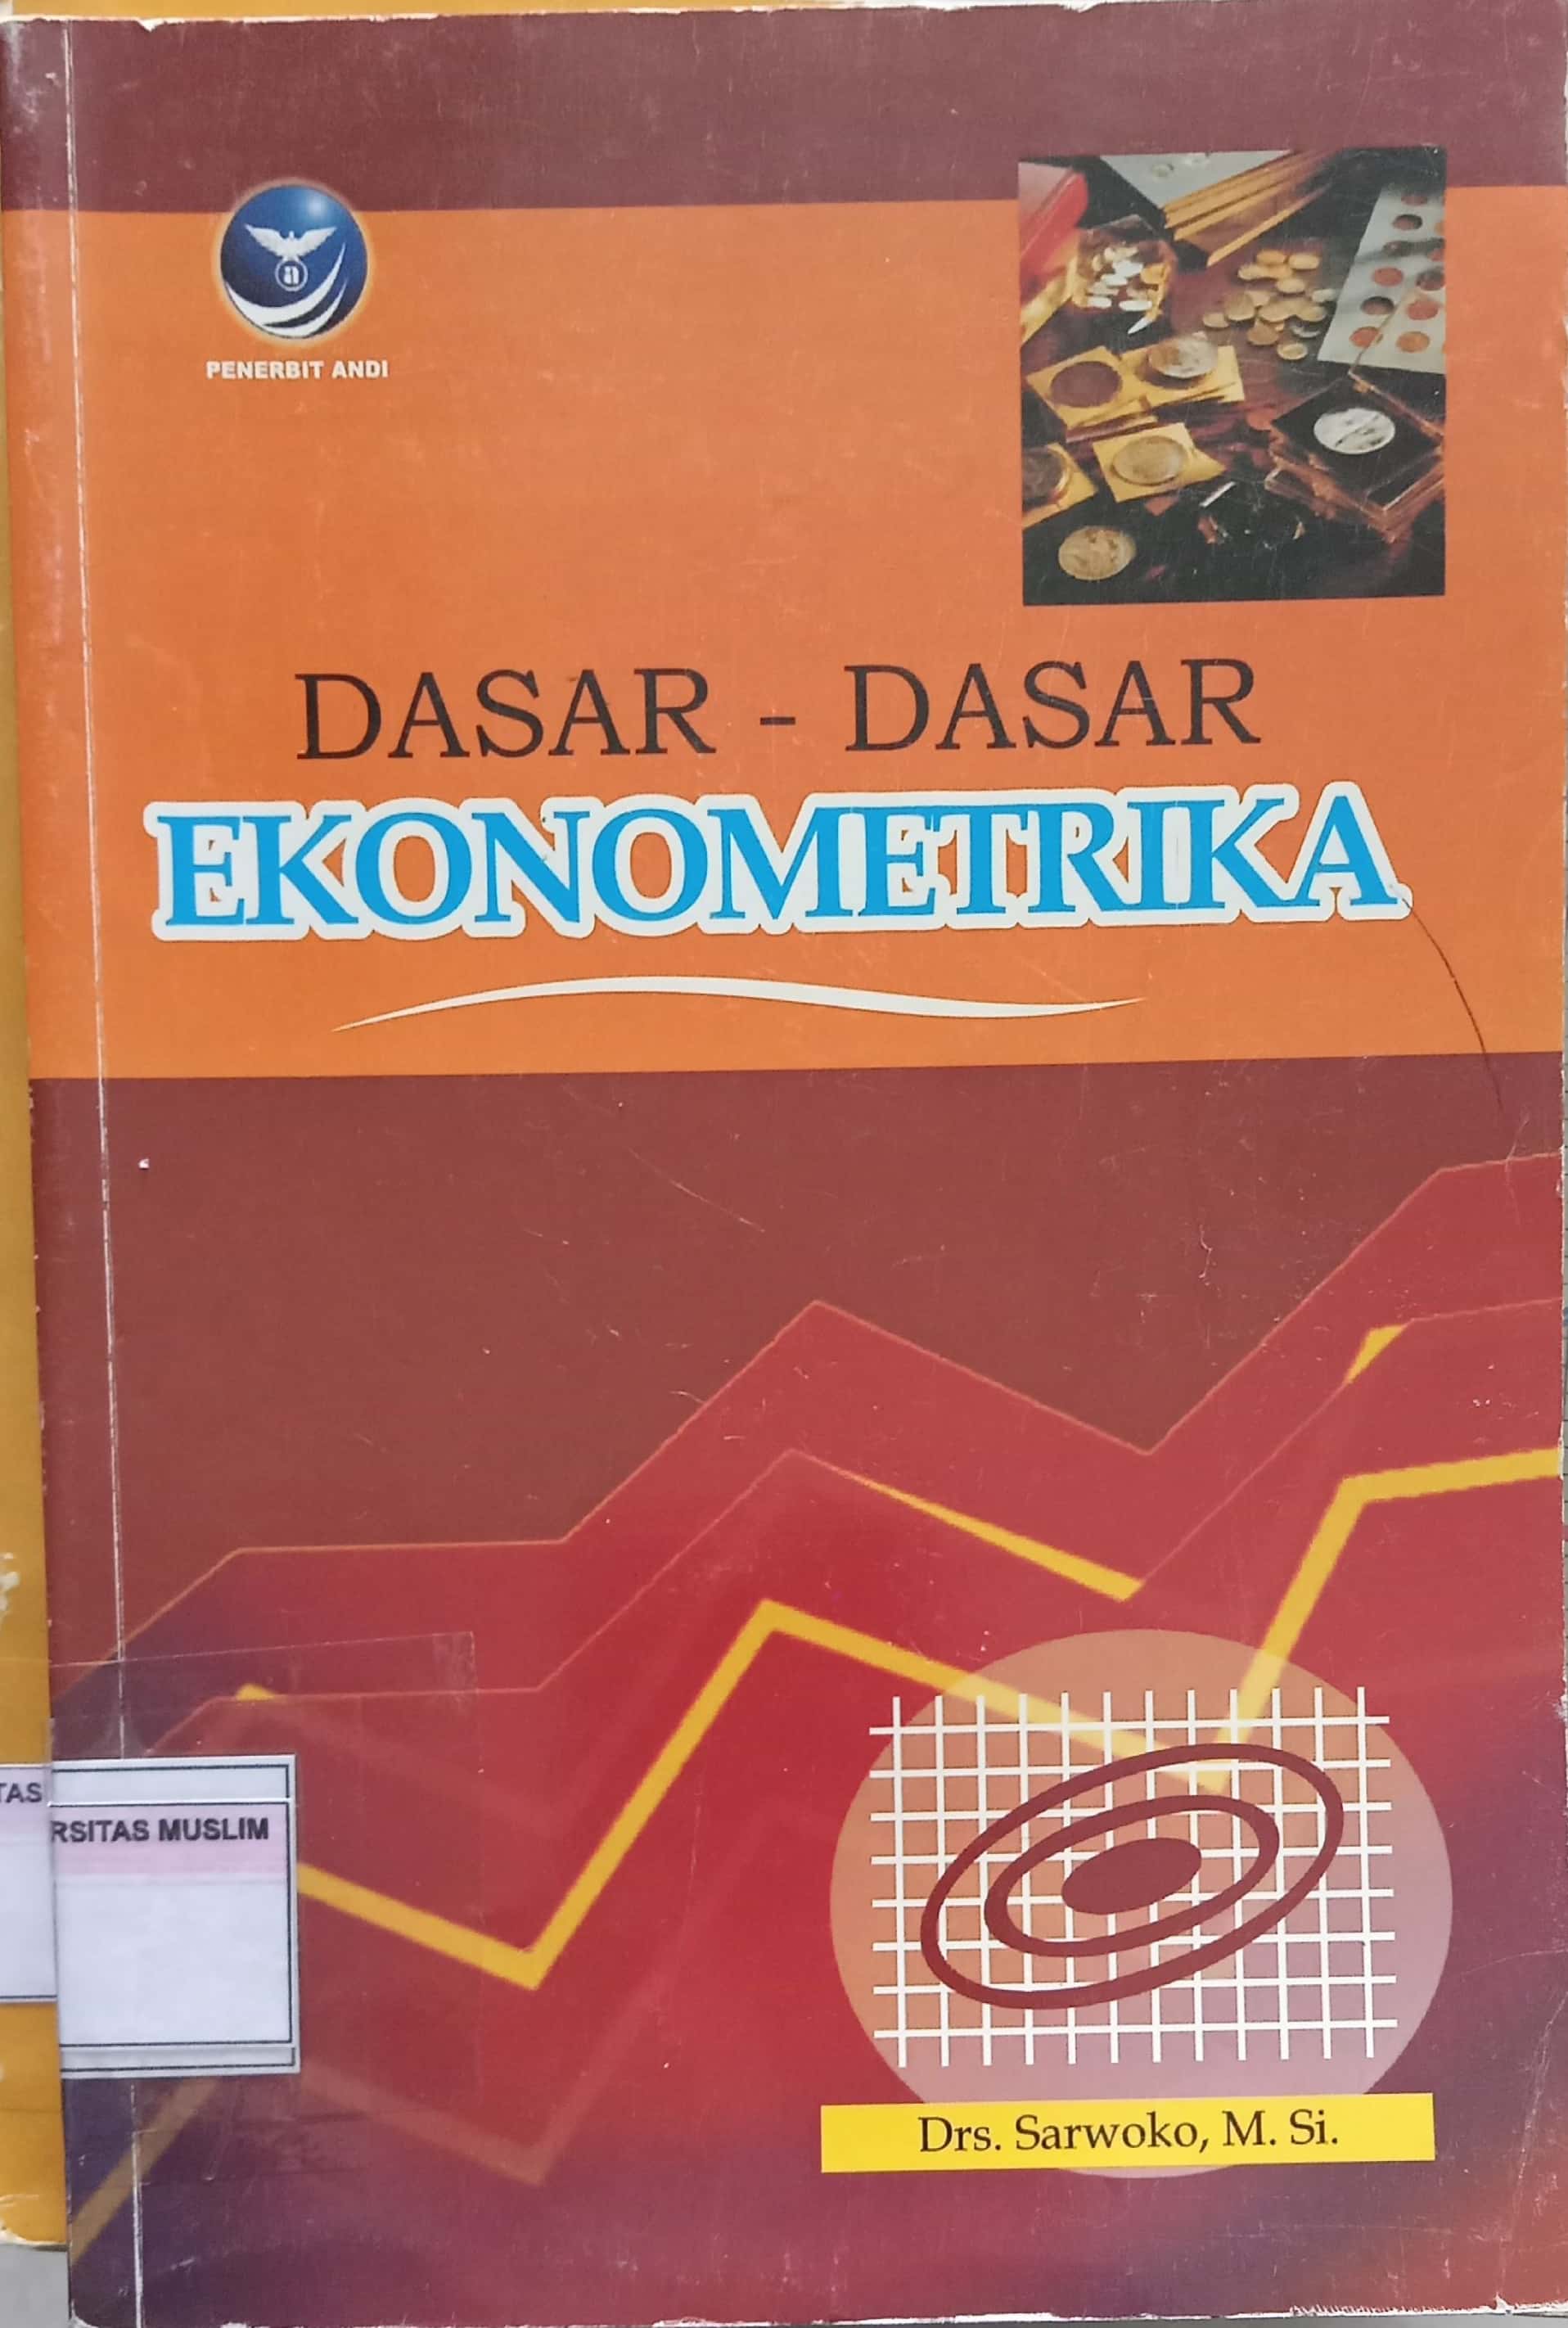 a
PENERBIT ANDI
DASAR - DASAR
EKONOMETRIKA
TAS
RSITAS MUSLIM
Drs. Sarwoko, M. Si.